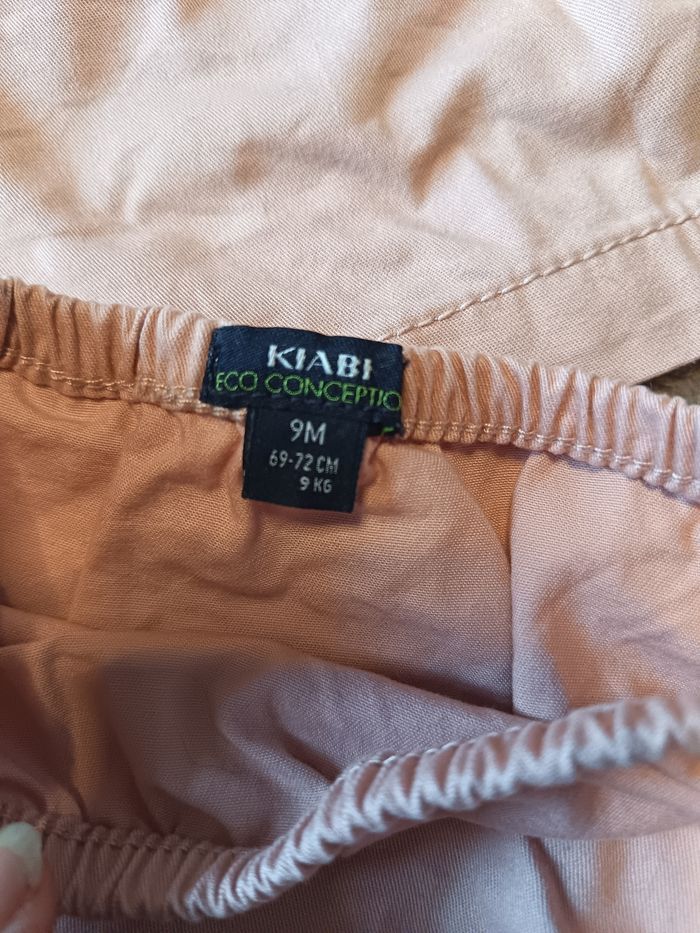 KIABI
ECO CONCEPTIO
9M
69-72 CM
9 KG